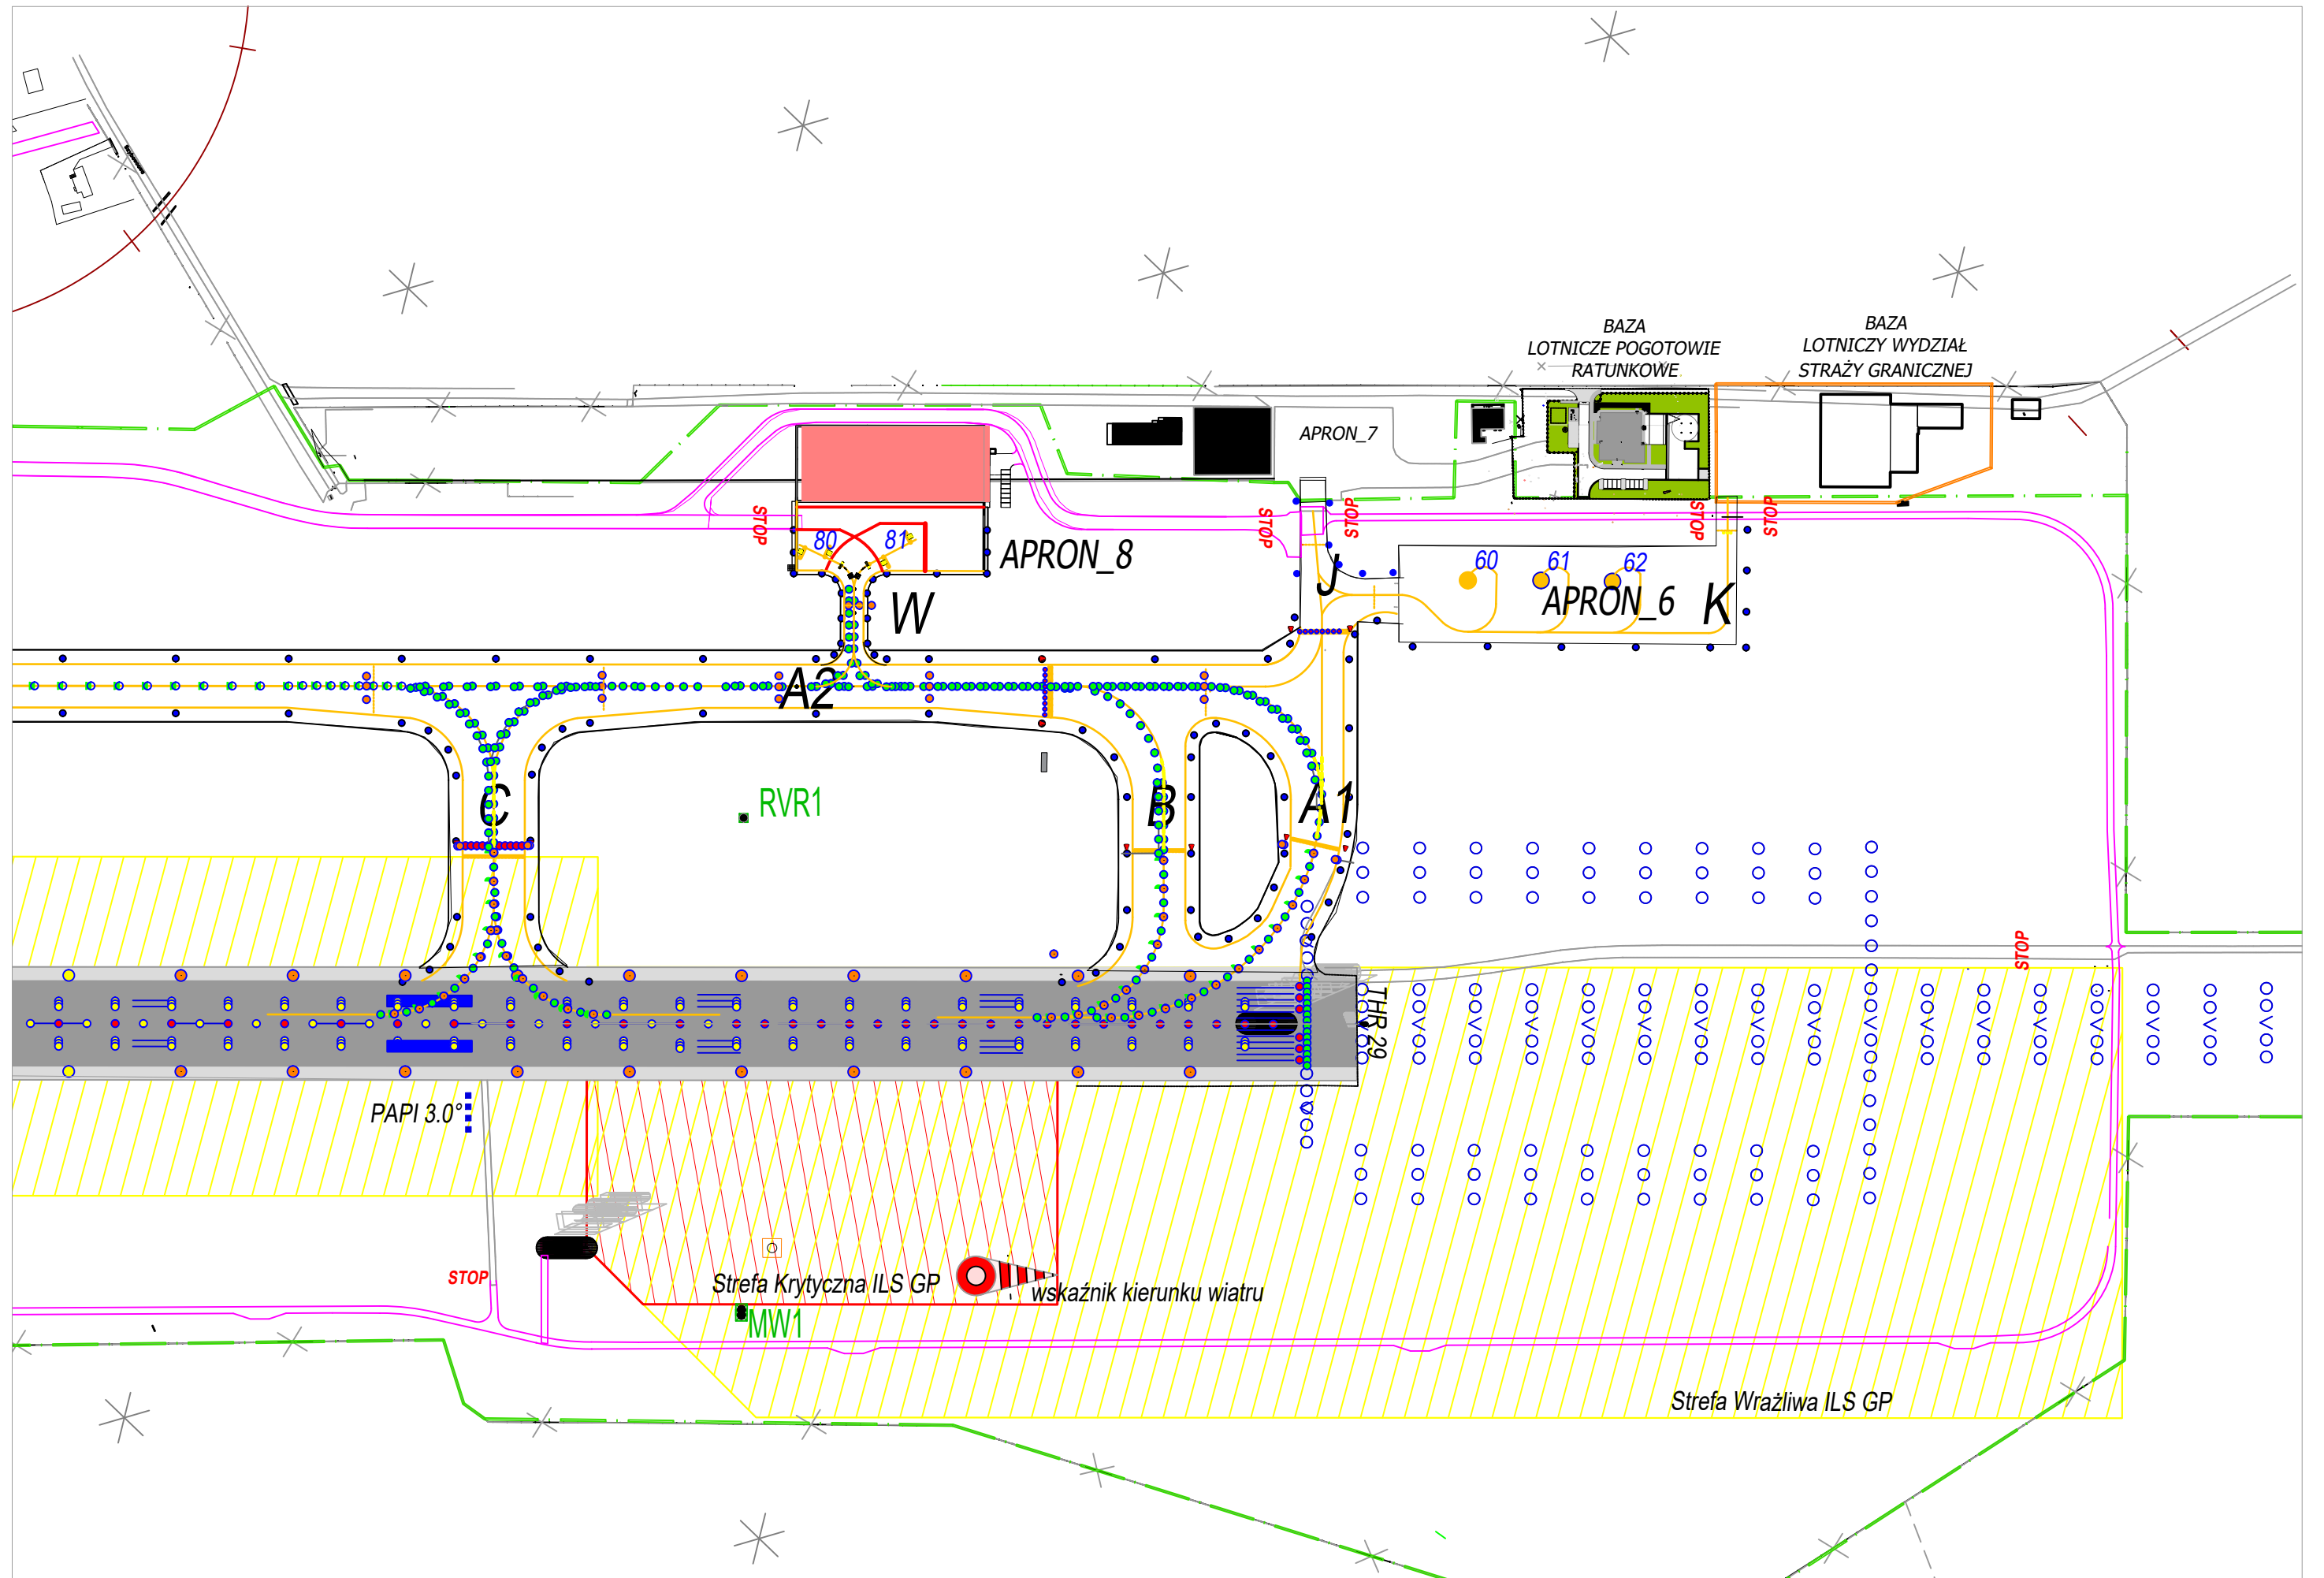 BAZA
LOTNICZE POGOTOWIE
RATUNKOWE
BAZA
LOTNICZY WYDZIAŁ
STRAŻY GRANICZNEJ
APRON_7
STOP
80
81
APRON_8
STOP
STOP
STOP
STOP
J
60
61
62
APRON_6
K
W
A2
C
RVR1
B
A1
STOP
THR 29
PAPI 3.0°
STOP
Strefa Krytyczna ILS GP
wskaźnik kierunku wiatru
MW1
Strefa Wrażliwa ILS GP